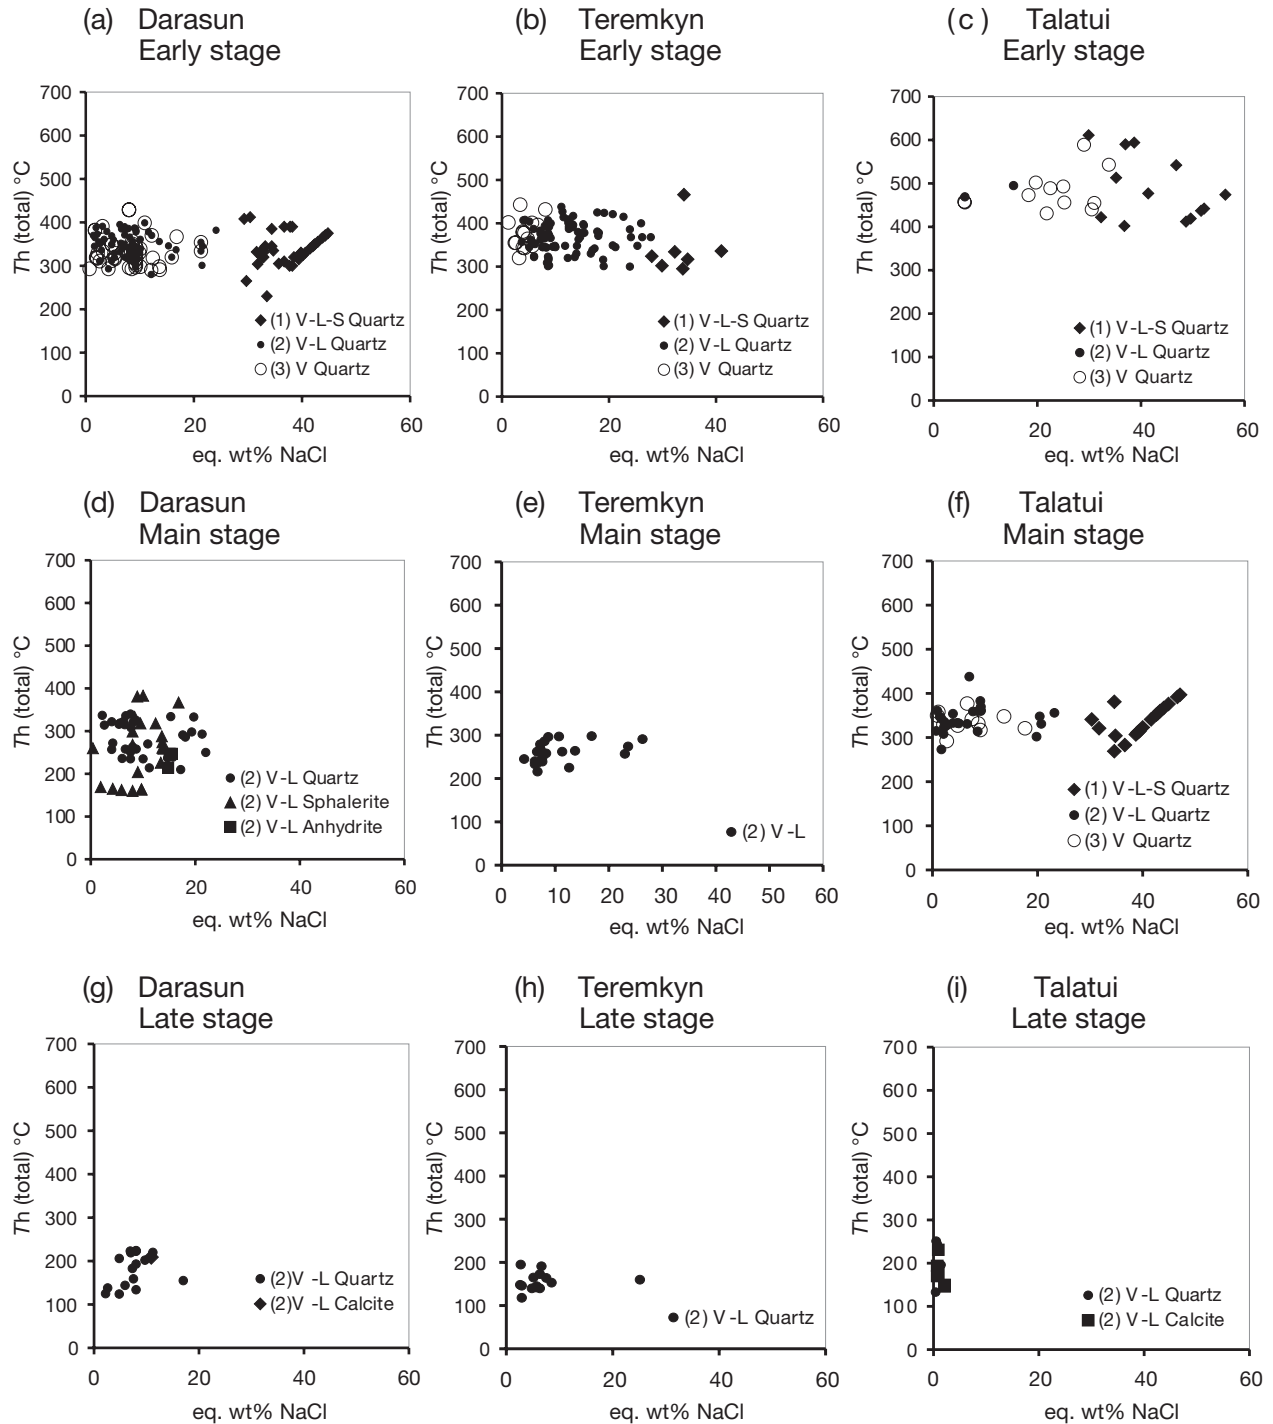 (a) Darasun
Early stage
700
600
500
400
300
200
100
0
Th (total) °C
(1) V-L-S Quartz
(2) V-L Quartz
(3) V Quartz
0 20 40 60
eq. wt% NaCl
(b) Teremkyn
Early stage
700
600
500
400
300
200
100
0
Th (total) °C
(1) V-L-S Quartz
(2) V-L Quartz
(3) V Quartz
0 20 40 60
eq. wt% NaCl
(c) Talatui
Early stage
700
600
500
400
300
200
100
0
Th (total) °C
(1) V-L-S Quartz
(2) V-L Quartz
(3) V Quartz
0 20 40 60
eq. wt% NaCl
(d) Darasun
Main stage
700
600
500
400
300
200
100
0
Th (total) °C
(2) V-L Quartz
(2) V-L Sphalerite
(2) V-L Anhydrite
0 20 40 60
eq. wt% NaCl
(e) Teremkyn
Main stage
700
600
500
400
300
200
100
0
Th (total) °C
(2) V-L
0 10 20 30 40 50 60
eq. wt% NaCl
(f) Talatui
Main stage
700
600
500
400
300
200
100
0
Th (total) °C
(1) V-L-S Quartz
(2) V-L Quartz
(3) V Quartz
0 20 40 60
eq. wt% NaCl
(g) Darasun
Late stage
700
600
500
400
300
200
100
0
Th (total) °C
(2)V -L Quartz
(2)V -L Calcite
0 20 40 60
eq. wt% NaCl
(h) Teremkyn
Late stage
700
600
500
400
300
200
100
0
Th (total) °C
(2) V-L Quartz
0 20 40 60
eq. wt% NaCl
(i) Talatui
Late stage
700
600
500
400
300
200
100
0
Th (total) °C
(2) V-L Quartz
(2) V-L Calcite
0 20 40 60
eq. wt% NaCl